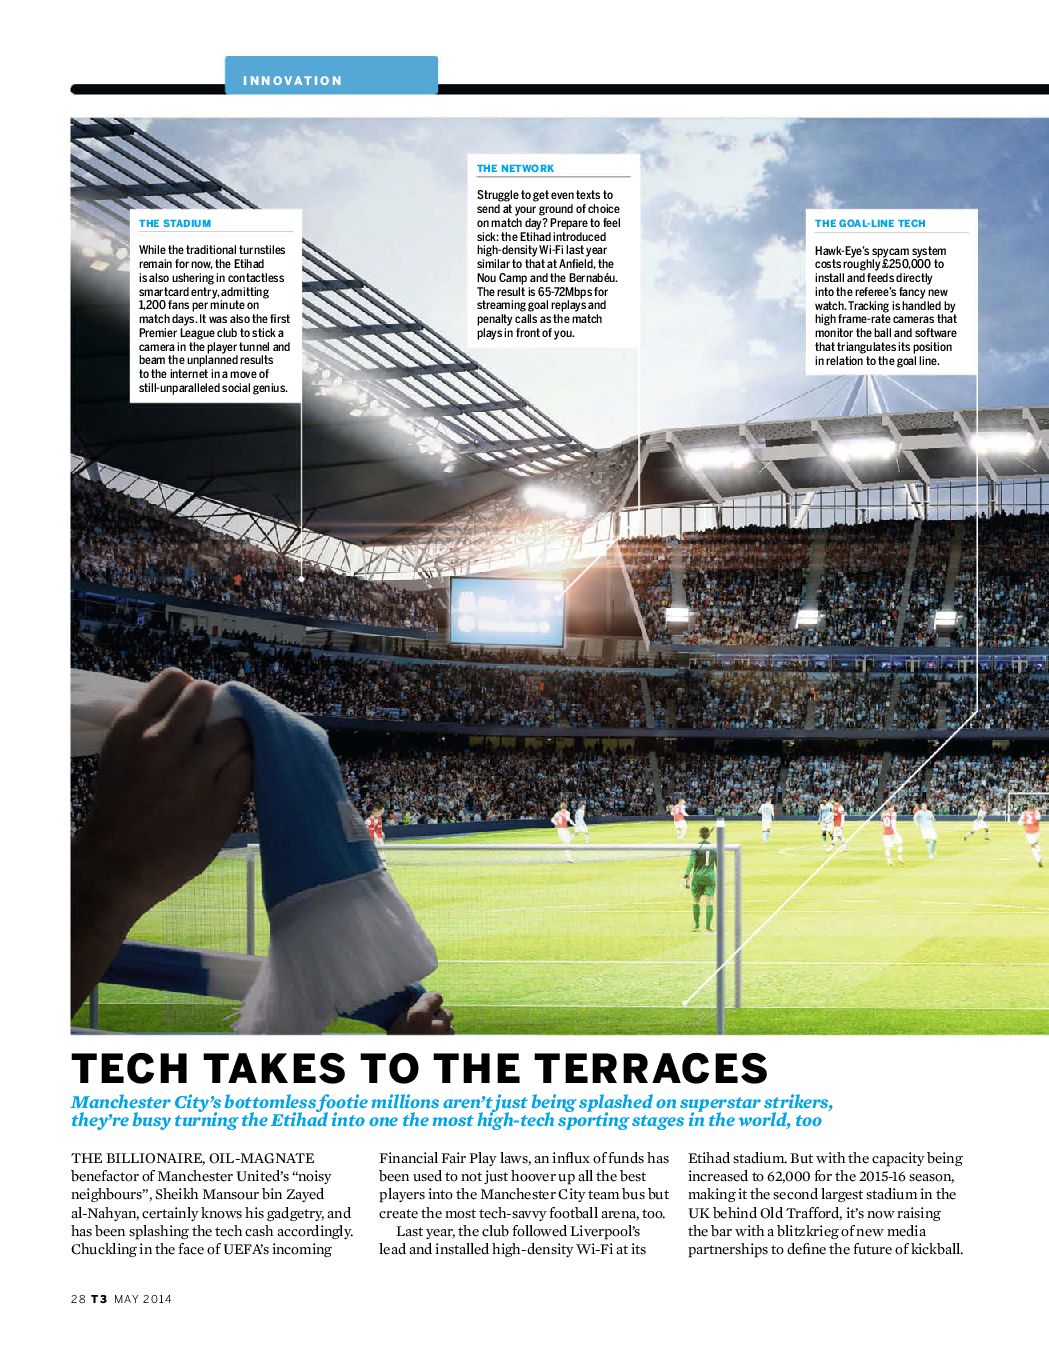 INNOVATION
THE STADIUM
While the traditional turnstiles
remain for now, the Etihad
is also ushering in contactless
smartcard entry, admitting
1,200 fans per minute on
match days. It was also the first
Premier League club to stick a
camera in the player tunnel and
beam the unplanned results
to the internet in a move of
still-unparalleled social genius.
THE NETWORK
Struggle to get even texts to
send at your ground of choice
on match day? Prepare to feel
sick: the Etihad introduced
high-density Wi-Fi last year
similar to that at Anfield, the
Nou Camp and the Bernabéu.
The result is 65-72Mbps for
streaming goal replays and
penalty calls as the match
plays in front of you.
THE GOAL-LINE TECH
Hawk-Eye's spycam system
costs roughly £250,000 to
install and feeds directly
into the referee's fancy new
watch. Tracking is handled by
high frame-rate cameras that
monitor the ball and software
that triangulates its position
in relation to the goal line.
1
TECH TAKES TO THE TERRACES
Manchester City's bottomless footie millions aren't just being splashed on superstar strikers,
they're busy turning the Etihad into one the most high-tech sporting stages in the world, too
THE BILLIONAIRE, OIL-MAGNATE
benefactor of Manchester United's "noisy
neighbours", Sheikh Mansour bin Zayed
al-Nahyan, certainly knows his gadgetry, and
has been splashing the tech cash accordingly.
Chuckling in the face of UEFA's incoming
Financial Fair Play laws, an influx of funds has
been used to not just hoover up all the best
players into the Manchester City team bus but
create the most tech-savvy football arena, too.
Last year, the club followed Liverpool's
lead and installed high-density Wi-Fi at its
Etihad stadium. But with the capacity being
increased to 62,000 for the 2015-16 season,
making it the second largest stadium in the
UK behind Old Trafford, it's now raising
the bar with a blitzkrieg of new media
partnerships to define the future of kickball.
28 T3 MAY 2014